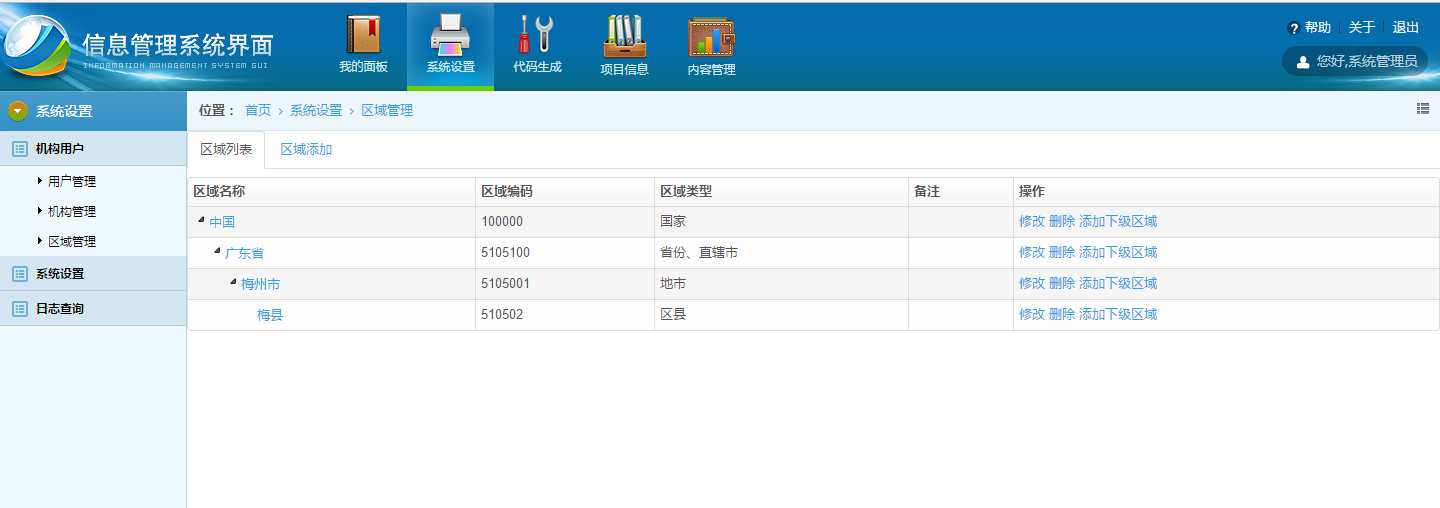 信息管理系统界面
INFORMATION MANAGEMENT SYSTEM GUI
我的面板 系统设置 代码生成 项目信息 内容管理
? 帮助 关于 退出
您好,系统管理员
系统设置
机构用户
用户管理
机构管理
区域管理
系统设置
日志查询
位置： 首页 › 系统设置 › 区域管理
区域列表 区域添加
区域名称 区域编码 区域类型 备注 操作
中国 100000 国家 修改 删除 添加下级区域
广东省 5105100 省份、直辖市 修改 删除 添加下级区域
梅州市 5105001 地市 修改 删除 添加下级区域
梅县 510502 区县 修改 删除 添加下级区域